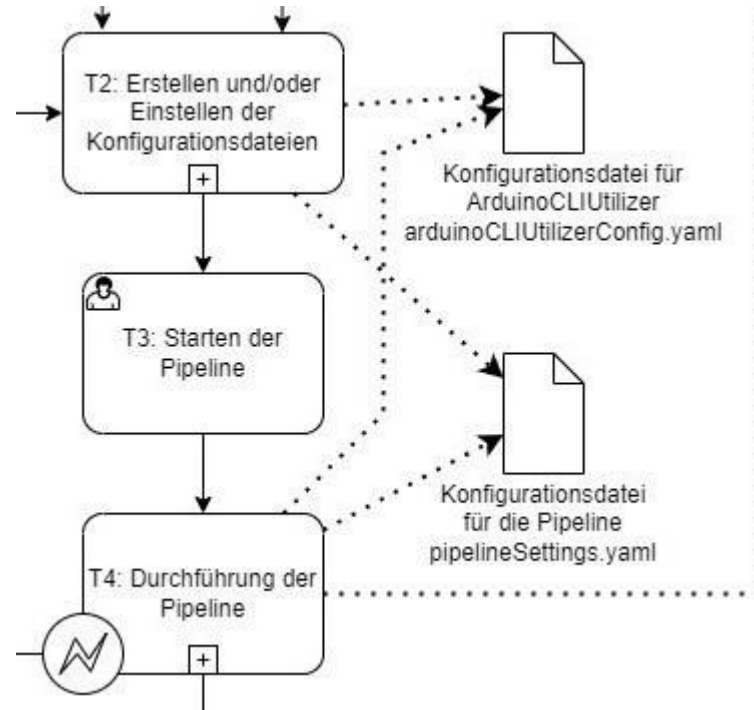 T2: Erstellen und/oder
Einstellen der
Konfigurationsdateien
+
Konfigurationsdatei für
ArduinoCLIUtilizer
arduinoCLIUtilizerConfig.yaml
T3: Starten der
Pipeline
Konfigurationsdatei
für die Pipeline
pipelineSettings.yaml
T4: Durchführung der
Pipeline
+